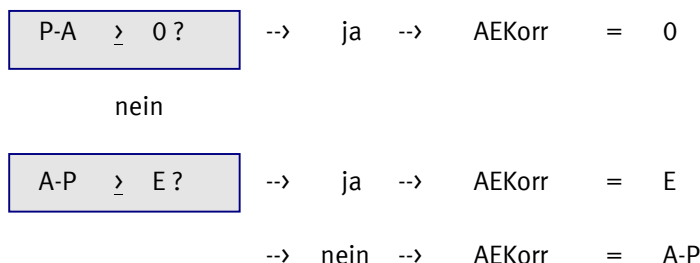 P-A > 0 ? --> ja --> AEKorr = 0
nein
A-P > E ? --> ja --> AEKorr = E
--> nein --> AEKorr = A-P